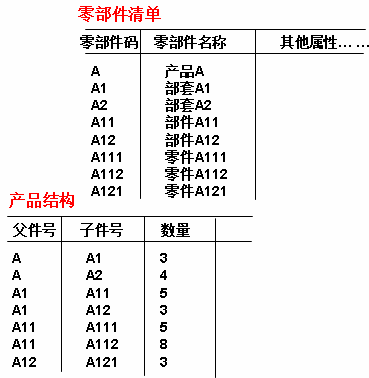 零部件清单
零部件码 零部件名称 其他属性... ...
A 产品A
A1 部套A1
A2 部套A2
A11 部件A11
A12 部件A12
A111 零件A111
A112 零件A112
A121 零件A121
产品结构
父件号 子件号 数量
A A1 3
A A2 4
A1 A11 5
A1 A12 3
A11 A111 5
A11 A112 8
A12 A121 3